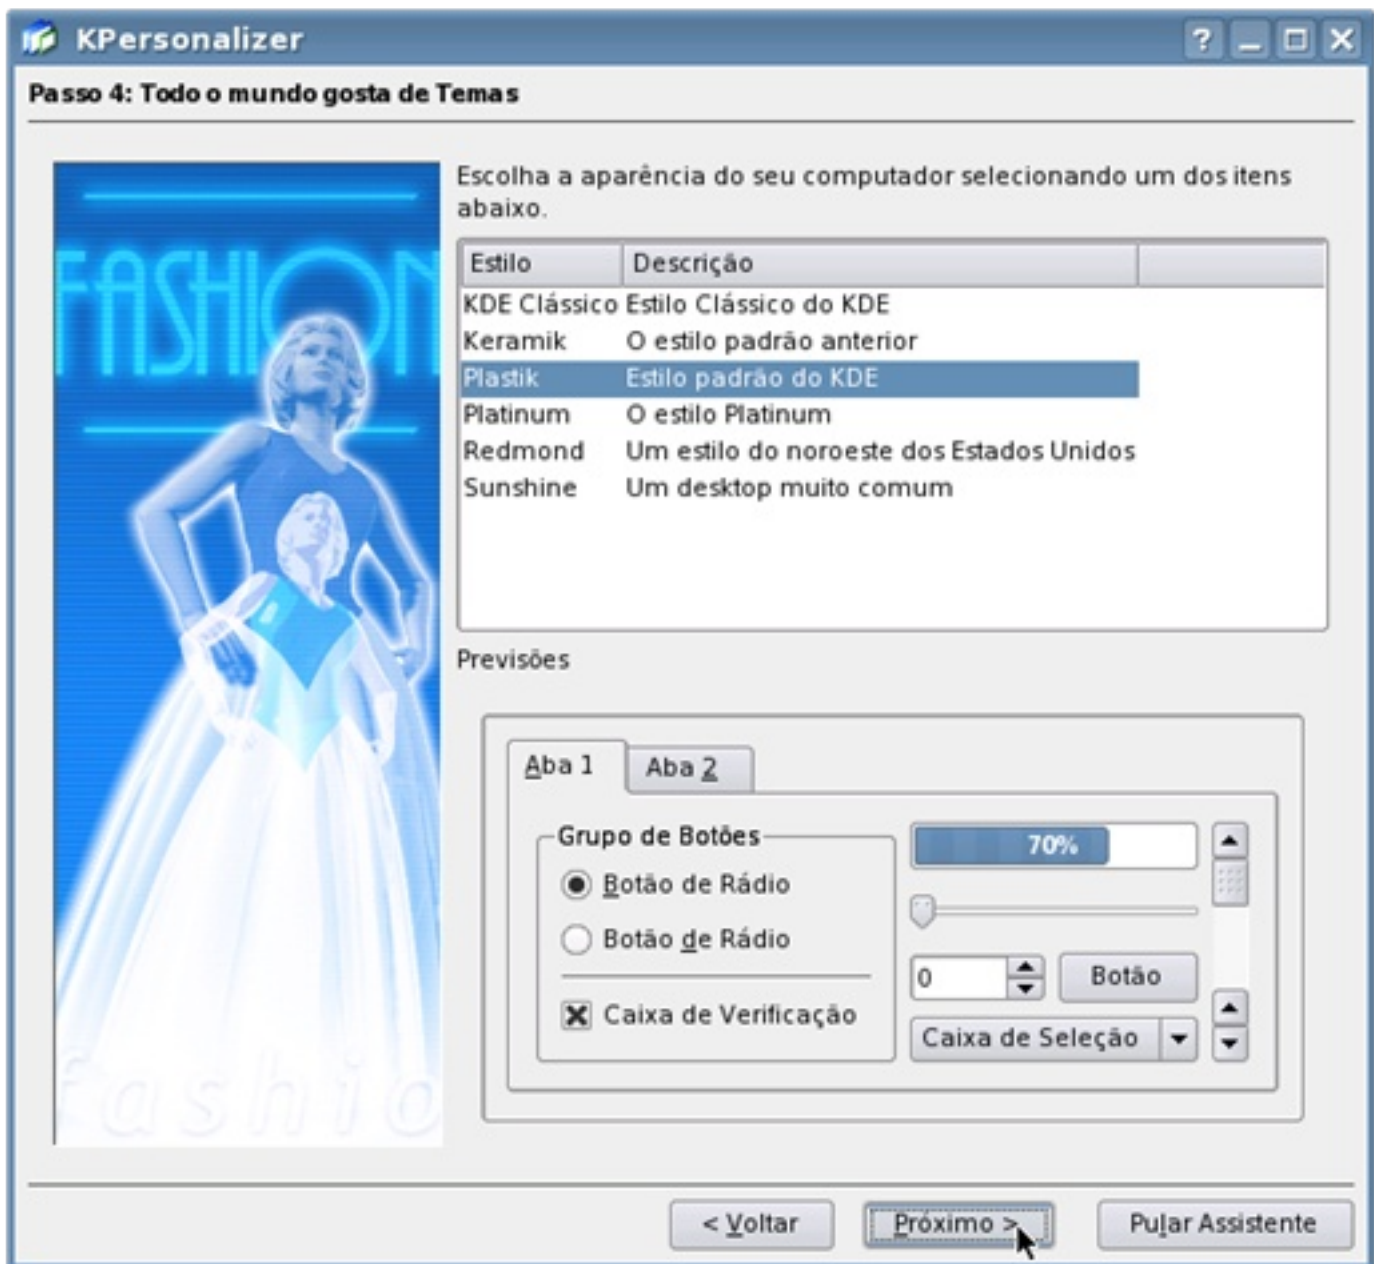 KPersonalizer
Passo 4: Todo o mundo gosta de Temas
FASHION
fashio
Escolha a aparência do seu computador selecionando um dos itens
abaixo.
Estilo Descrição
KDE Clássico Estilo Clássico do KDE
Keramik O estilo padrão anterior
Plastik Estilo padrão do KDE
Platinum O estilo Platinum
Redmond Um estilo do noroeste dos Estados Unidos
Sunshine Um desktop muito comum
Previsões
Aba 1 Aba 2
Grupo de Botões
Botão de Rádio
Botão de Rádio
Caixa de Verificação
70%
0 Botão
Caixa de Seleção
< Voltar Próximo > Pular Assistente